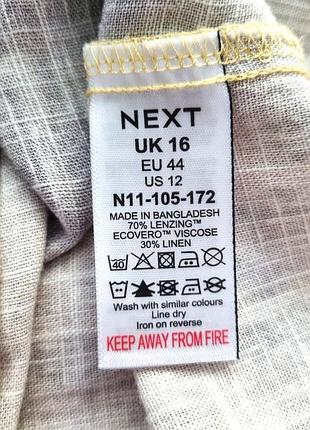 NEXT
UK 16
EU 44
US 12
N11-105-172
MADE IN BANGLADESH
70% LENZING™
ECOVERO™ VISCOSE
30% LINEN
40
Wash with similar colours
Line dry
Iron on reverse
KEEP AWAY FROM FIRE